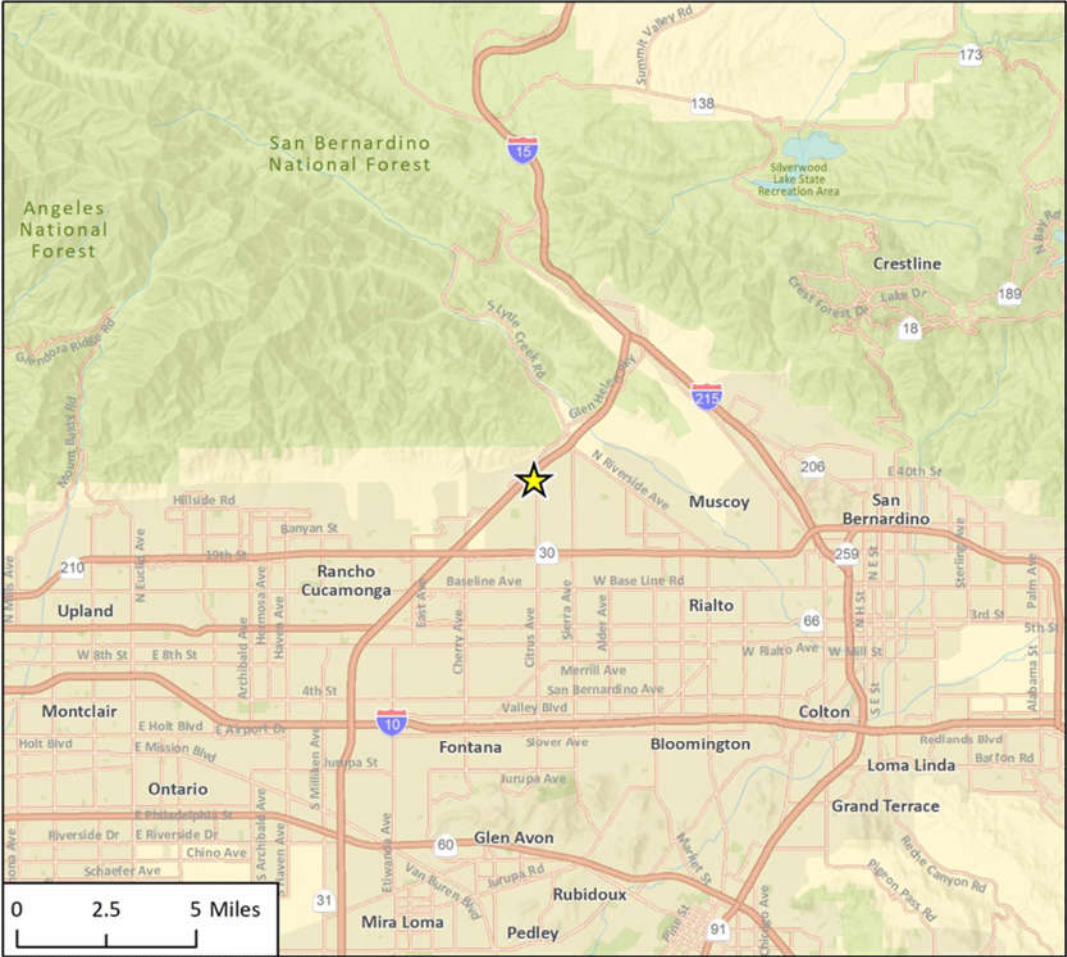 Summit Valley Rd
173
138
San Bernardino
National Forest
15
Silverwood
Lake State
Recreation Area
Angeles
National
Forest
N Bay Rd
Crestline
Crest Forest Dr
Lake Dr
189
18
S Lytle Creek Rd
Glendora Ridge Rd
Glen Helen Pky
215
Mount Baldy Rd
N Riverside Ave
206
E 40th St
Hillside Rd
Muscoy
San
Bernardino
Banyan St
N Mills Ave
210
N Euclid Ave
19th St
30
259
N E St
Sterling Ave
Palm Ave
Rancho
Cucamonga
Baseline Ave
W Base Line Rd
Upland
Hermosa Ave
Haven Ave
East Ave
Cherry Ave
Citrus Ave
Sierra Ave
Alder Ave
Rialto
66
N H St
3rd St
5th St
W 8th St
E 8th St
Archibald Ave
W Rialto Ave
W Mill St
Merrill Ave
4th St
San Bernardino Ave
S E St
Alabama St
Montclair
Valley Blvd
Colton
E Holt Blvd
E Airport Dr
10
Holt Blvd
E Mission Blvd
S Milliken Ave
Fontana
Slover Ave
Bloomington
Redlands Blvd
Barton Rd
Jurupa St
Loma Linda
Ontario
Jurupa Ave
Grand Terrace
E Philadelphia St
Riverside Dr
E Riverside Dr
60
Glen Avon
Chino Ave
S Archibald Ave
S Haven Ave
Etiwanda Ave
Market St
Reche Canyon Rd
Schaefer Ave
Van Buren Blvd
Jurupa Rd
Pigeon Pass Rd
Rubidoux
0 2.5 5 Miles
31
Mira Loma
Pedley
Pine St
91
Chicago Ave